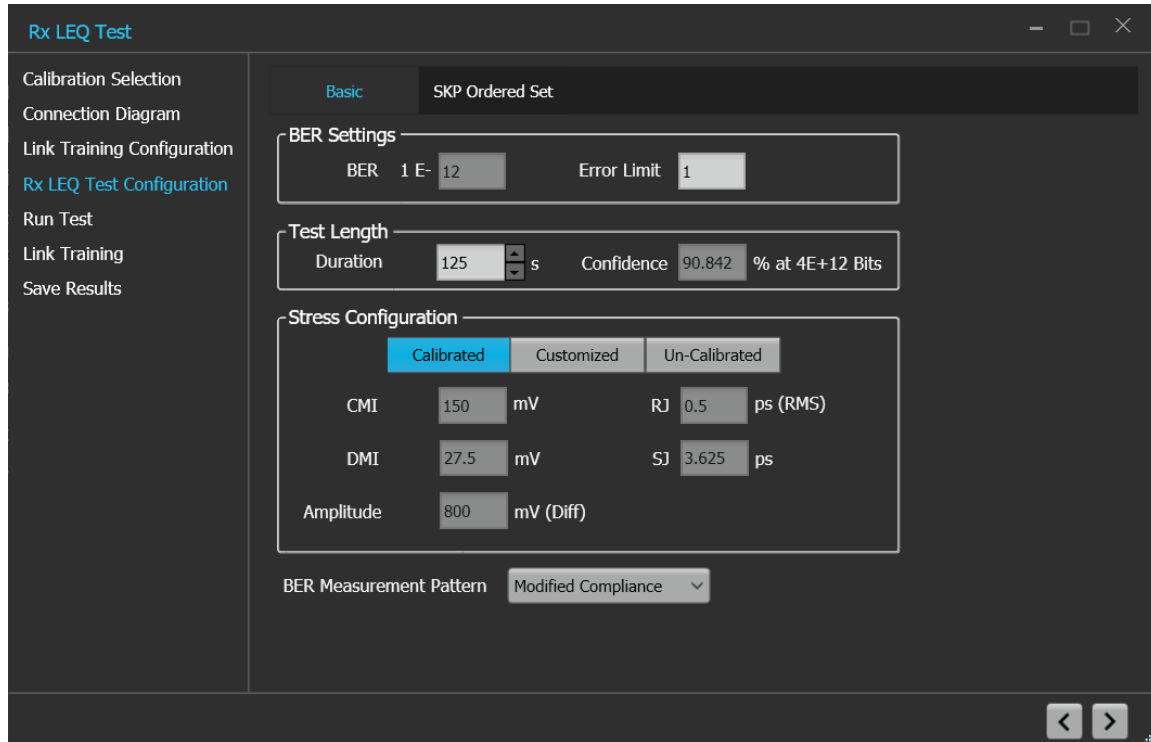 Rx LEQ Test
Calibration Selection
Connection Diagram
Link Training Configuration
Rx LEQ Test Configuration
Run Test
Link Training
Save Results
Basic SKP Ordered Set
BER Settings
BER 1 E- 12 Error Limit 1
Test Length
Duration 125 s Confidence 90.842 % at 4E+12 Bits
Stress Configuration
Calibrated Customized Un-Calibrated
CMI 150 mV RJ 0.5 ps (RMS)
DMI 27.5 mV SJ 3.625 ps
Amplitude 800 mV (Diff)
BER Measurement Pattern Modified Compliance